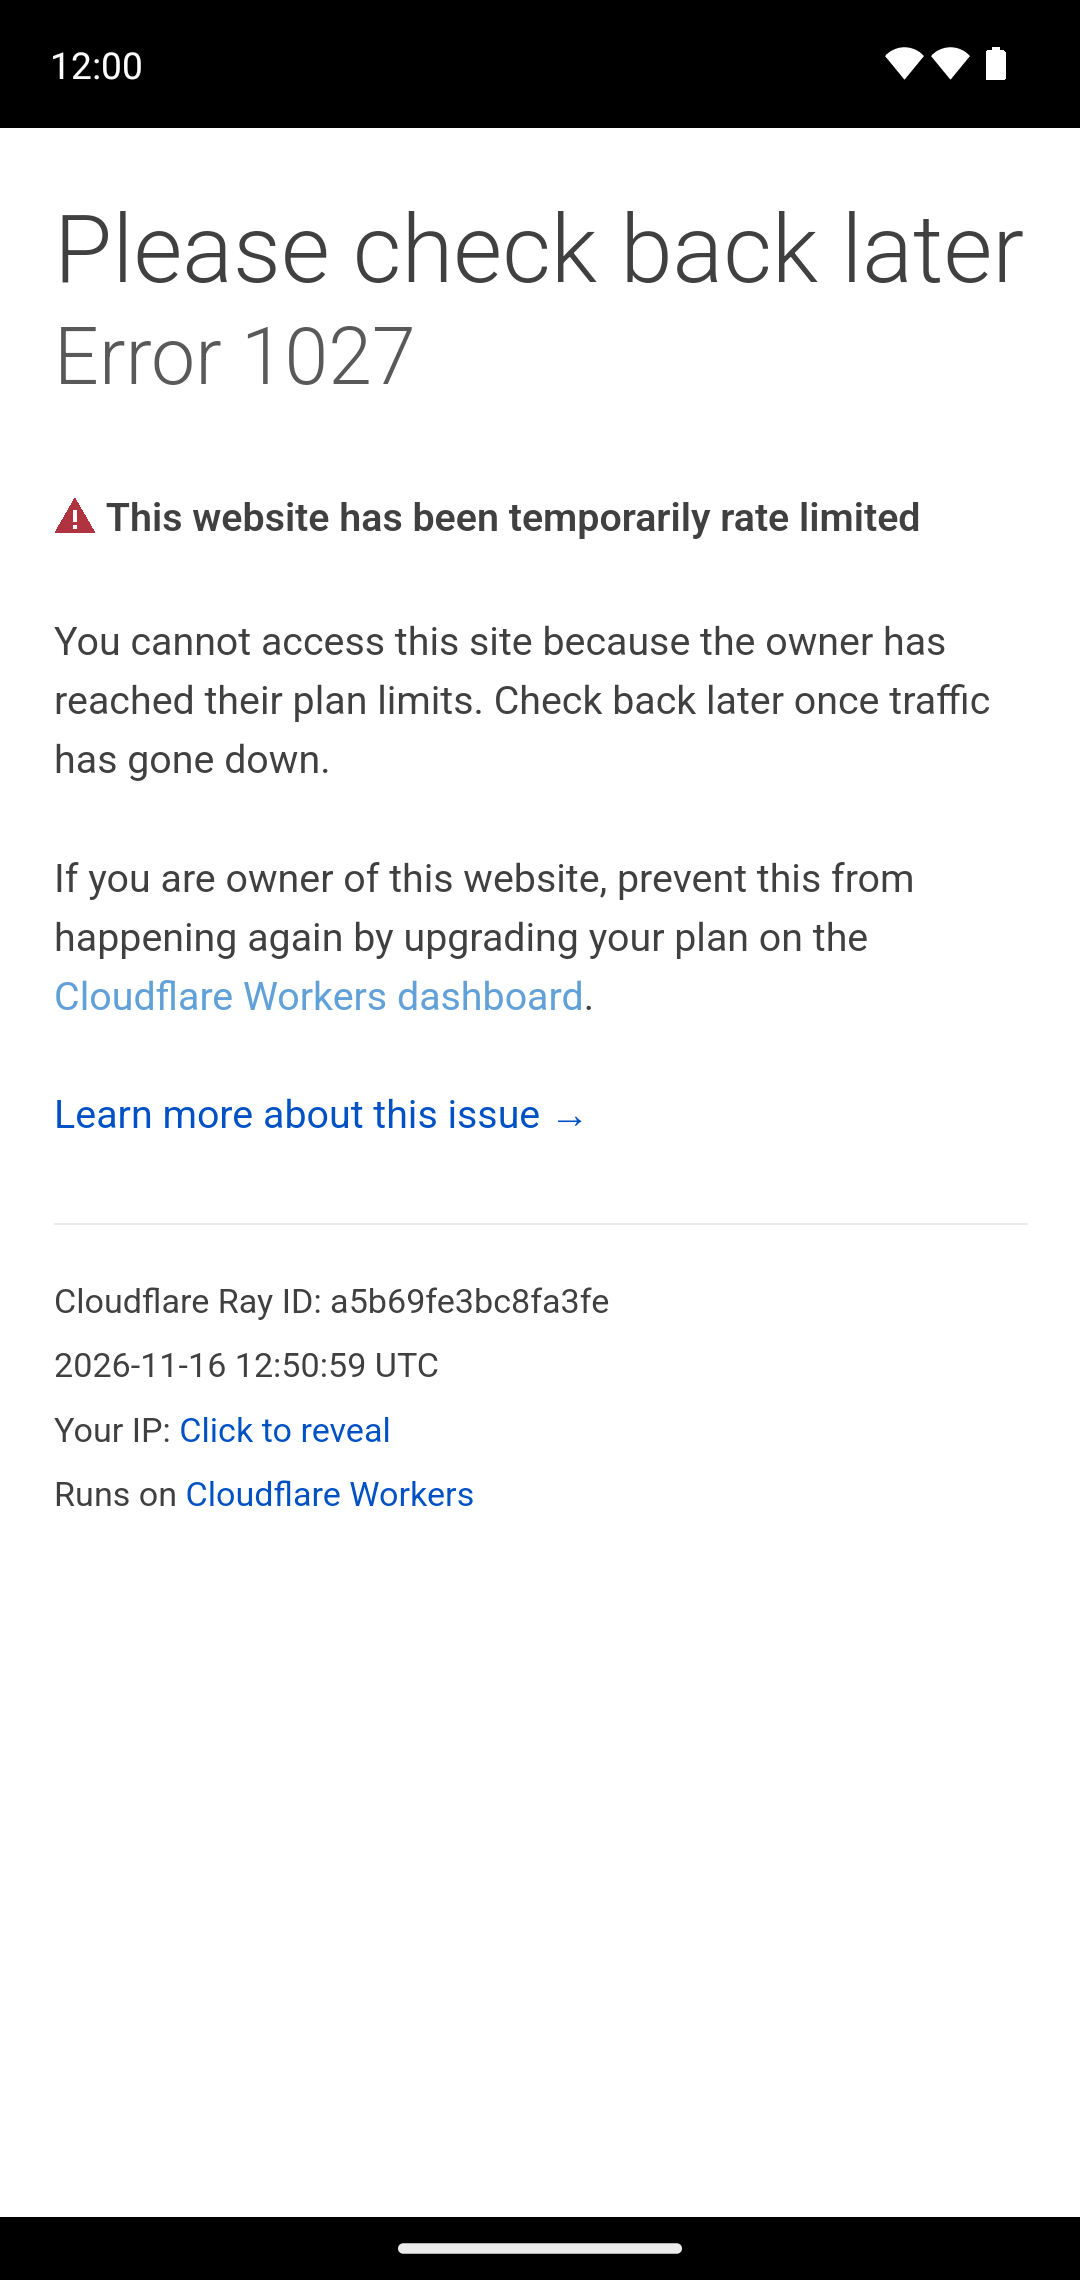 12:00
Please check back later
Error 1027
This website has been temporarily rate limited
You cannot access this site because the owner has
reached their plan limits. Check back later once traffic
has gone down.
If you are owner of this website, prevent this from
happening again by upgrading your plan on the
Cloudflare Workers dashboard.
Learn more about this issue →
Cloudflare Ray ID: a5b69fe3bc8fa3fe
2026-11-16 12:50:59 UTC
Your IP: Click to reveal
Runs on Cloudflare Workers